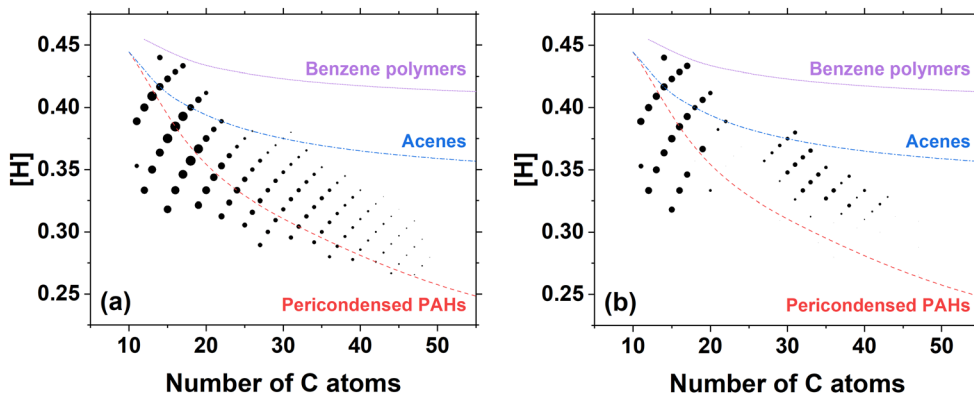 0.45
0.40
0.35
0.30
0.25
[H]
Benzene polymers
Acenes
Pericondensed PAHs
(a)
10 20 30 40 50
Number of C atoms
0.45
0.40
0.35
0.30
0.25
[H]
Benzene polymers
Acenes
Pericondensed PAHs
(b)
10 20 30 40 50
Number of C atoms